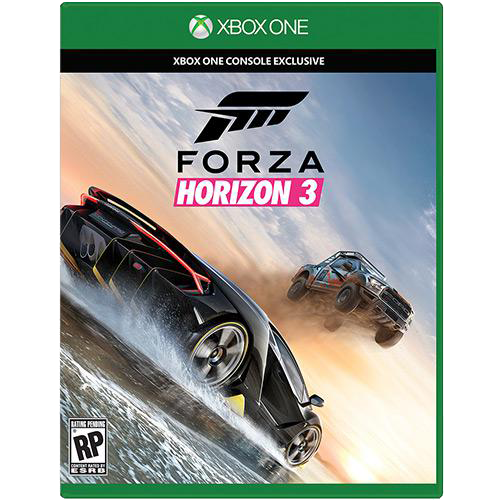 XBOX ONE
XBOX ONE CONSOLE EXCLUSIVE
FORZA
HORIZON 3
RATING PENDING
RP
CONTENT RATED BY
ESRB